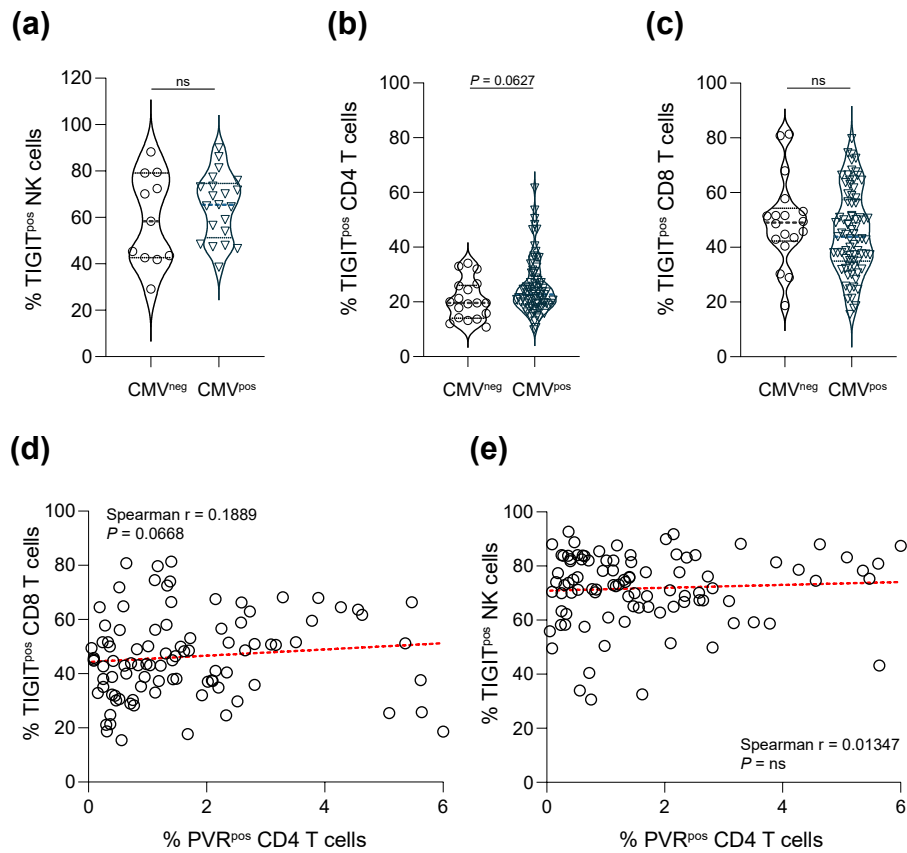 (a)
ns
120
100
80
60
40
20
0
% TIGITpos NK cells
CMVneg
CMVpos
(b)
P = 0.0627
100
80
60
40
20
0
% TIGITpos CD4 T cells
CMVneg
CMVpos
(c)
ns
100
80
60
40
20
0
% TIGITpos CD8 T cells
CMVneg
CMVpos
(d)
Spearman r = 0.1889
P = 0.0668
100
80
60
40
20
0
% TIGITpos CD8 T cells
0
2
4
6
% PVRpos CD4 T cells
(e)
100
80
60
40
20
0
% TIGITpos NK cells
Spearman r = 0.01347
P = ns
0
2
4
6
% PVRpos CD4 T cells